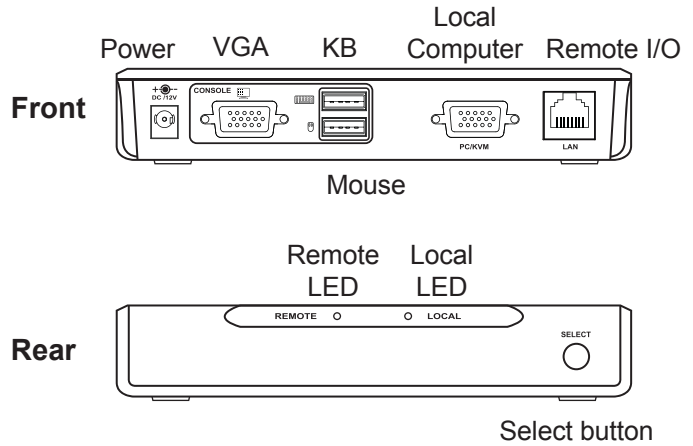 Local
Power VGA KB Computer Remote I/O
Front
DC /12V
CONSOLE
PC/KVM
LAN
Mouse
Remote Local
LED LED
REMOTE LOCAL
SELECT
Rear
Select button